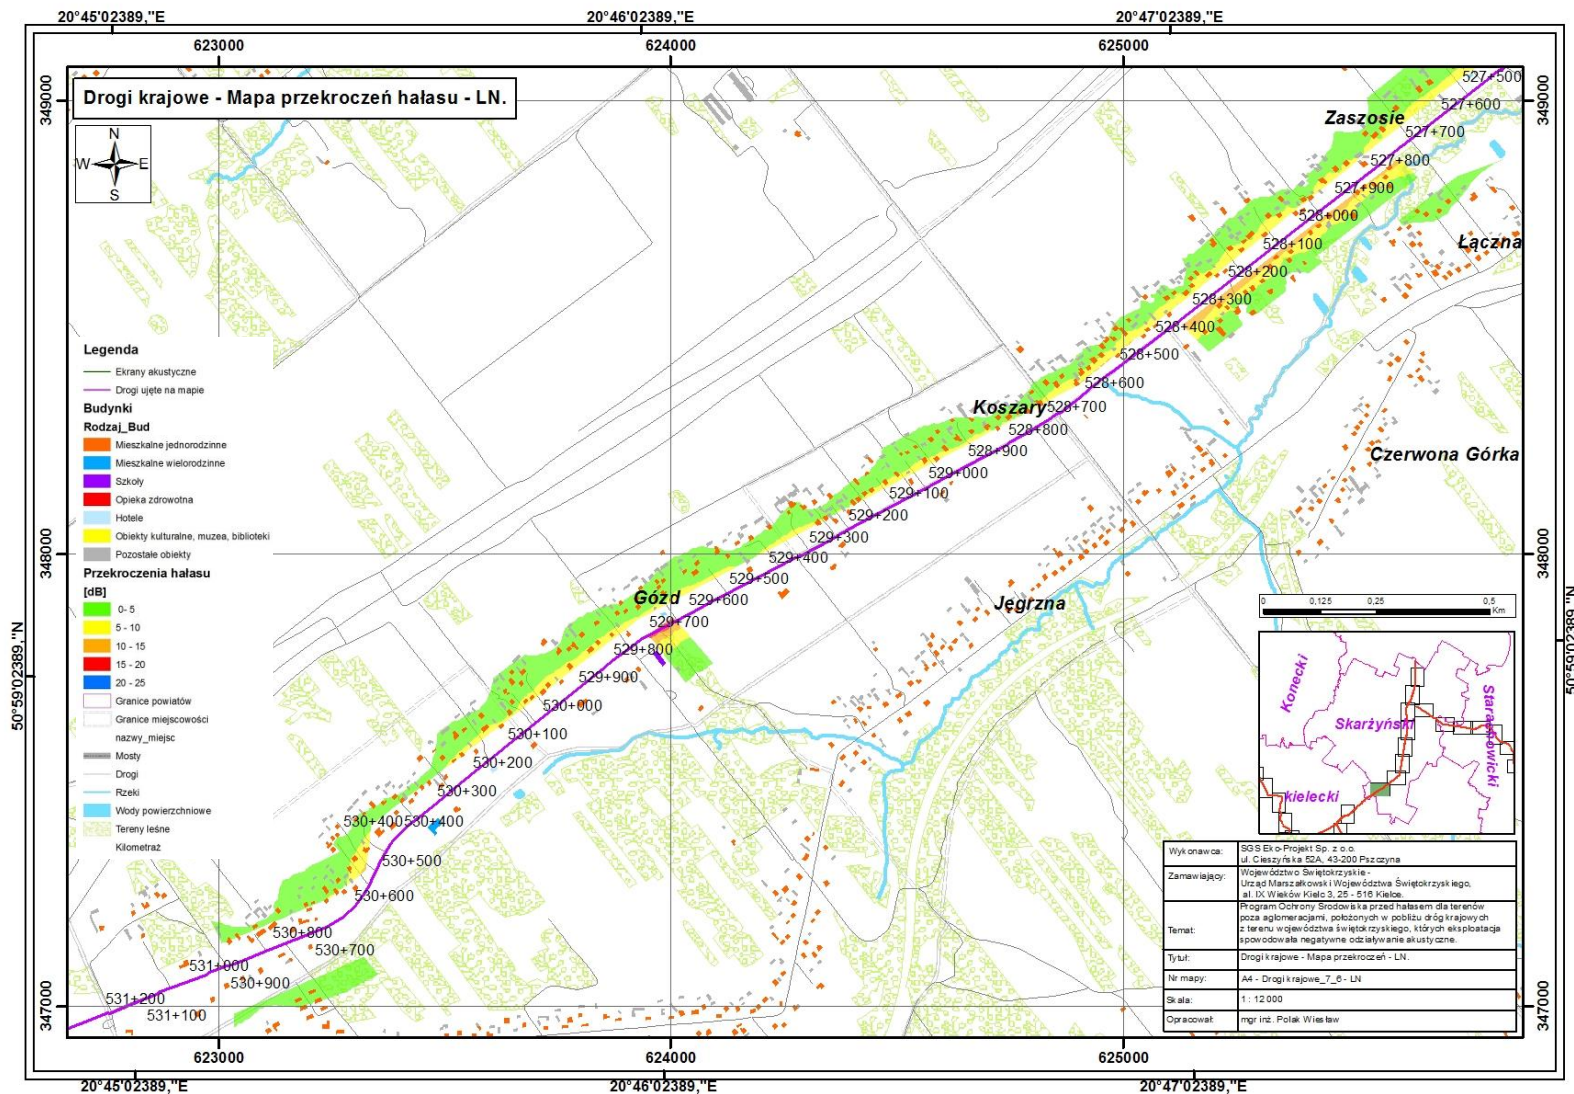 20°45'02389,"E
20°46'02389,"E
20°47'02389,"E
623000
624000
625000
Drogi krajowe - Mapa przekroczeń hałasu - LN.
N
W
E
S
349000
349000
527+500
527+600
Zaszosie
527+700
527+800
527+900
528+000
Łączna
528+100
528+200
528+300
528+400
528+500
528+600
Koszary
528+700
528+800
528+900
Czerwona Górka
529+000
529+100
529+200
529+300
529+400
529+500
Gózd
529+600
Jęgrzna
529+700
529+800
529+900
530+000
530+100
530+200
530+300
530+400
530+400
530+500
530+600
530+800
530+700
531+000
530+900
531+200
531+100
Legenda
Ekrany akustyczne
Drogi ujęte na mapie
Budynki
Rodzaj_Bud
Mieszkalne jednorodzinne
Mieszkalne wielorodzinne
Szkoły
Opieka zdrowotna
Hotele
Obiekty kulturalne, muzea, biblioteki
Pozostałe obiekty
Przekroczenia hałasu
[dB]
0- 5
5 - 10
10 - 15
15 - 20
20 - 25
Granice powiatów
Granice miejscowości
nazwy_miejsc
Mosty
Drogi
Rzeki
Wody powierzchniowe
Tereny leśne
Kilometraż
348000
348000
50°59'02389,"N
50°59'02389,"N
0 0,125 0,25 0,5
Km
Konecki
Skarżyński
Starachowicki
kielecki
Wykonawca:
SGS Eko-Projekt Sp. z o.o.
ul. Cieszyńska 52A, 43-200 Pszczyna
Zamawiający:
Województwo Świętokrzyskie -
Urząd Marszałkowski Województwa Świętokrzyskiego,
al. IX Wieków Kielc 3, 25 - 516 Kielce.
Temat:
Program Ochrony Środowiska przed hałasem dla terenów
poza aglomeracjami, położonych w pobliżu dróg krajowych
z terenu województwa świętokrzyskiego, których eksploatacja
spowodowała negatywne oddziaływanie akustyczne.
Tytuł:
Drogi krajowe - Mapa przekroczeń - LN.
Nr mapy:
A4 - Drogi krajowe_7_6 - LN
Skala:
1 : 12 000
Opracował:
mgr inż. Polak Wiesław
347000
347000
623000
624000
625000
20°45'02389,"E
20°46'02389,"E
20°47'02389,"E